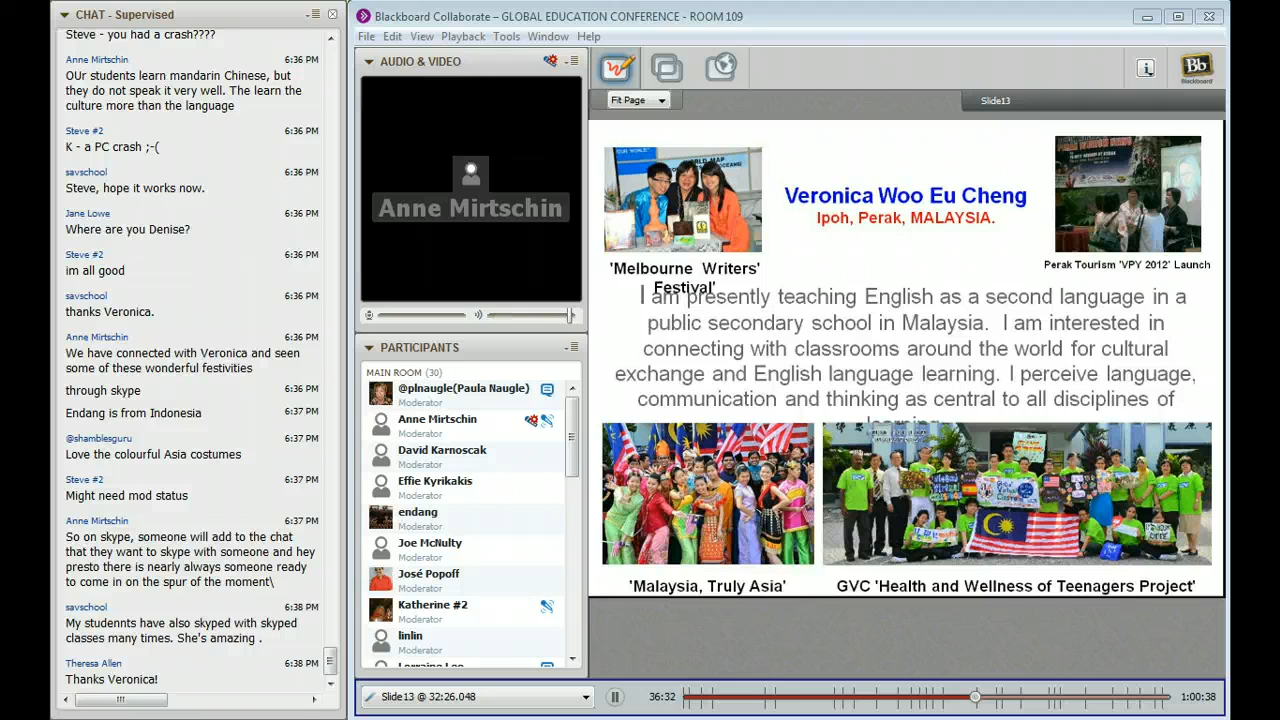 CHAT - Supervised
Steve - you had a crash????
Anne Mirtschin 6:36 PM
OUr students learn mandarin Chinese, but
they do not speak it very well. The learn the
culture more than the language
Steve #2 6:36 PM
K - a PC crash ;-(
savschool 6:36 PM
Steve, hope it works now.
Jane Lowe 6:36 PM
Where are you Denise?
Steve #2 6:36 PM
im all good
savschool 6:36 PM
thanks Veronica.
Anne Mirtschin 6:36 PM
We have connected with Veronica and seen
some of these wonderful festivities
through skype 6:36 PM
Endang is from Indonesia 6:37 PM
@shamblesguru 6:37 PM
Love the colourful Asia costumes
Steve #2 6:37 PM
Might need mod status
Anne Mirtschin 6:37 PM
So on skype, someone will add to the chat
that they want to skype with someone and hey
presto there is nearly always someone ready
to come in on the spur of the moment\
savschool 6:38 PM
My studennts have also skyped with skyped
classes many times. She's amazing .
Theresa Allen 6:38 PM
Thanks Veronica!
Blackboard Collaborate – GLOBAL EDUCATION CONFERENCE - ROOM 109
File Edit View Playback Tools Window Help
AUDIO & VIDEO
Anne Mirtschin
PARTICIPANTS
MAIN ROOM (30)
@plnaugle(Paula Naugle)
Moderator
Anne Mirtschin
Moderator
David Karnoscak
Moderator
Effie Kyrikakis
Moderator
endang
Moderator
Joe McNulty
Moderator
José Popoff
Moderator
Katherine #2
Moderator
linlin
Moderator
Lorraine Leo
Slide13 @ 32:26.048
36:32
1:00:38
Bb
Blackboard
Fit Page
Slide13
WORLD MAP
Veronica Woo Eu Cheng
Ipoh, Perak, MALAYSIA.
'Melbourne Writers'
Festival'
Perak Tourism 'VPY 2012' Launch
I am presently teaching English as a second language in a
public secondary school in Malaysia. I am interested in
connecting with classrooms around the world for cultural
exchange and English language learning. I perceive language,
communication and thinking as central to all disciplines of
'Malaysia, Truly Asia'
GVC 'Health and Wellness of Teenagers Project'